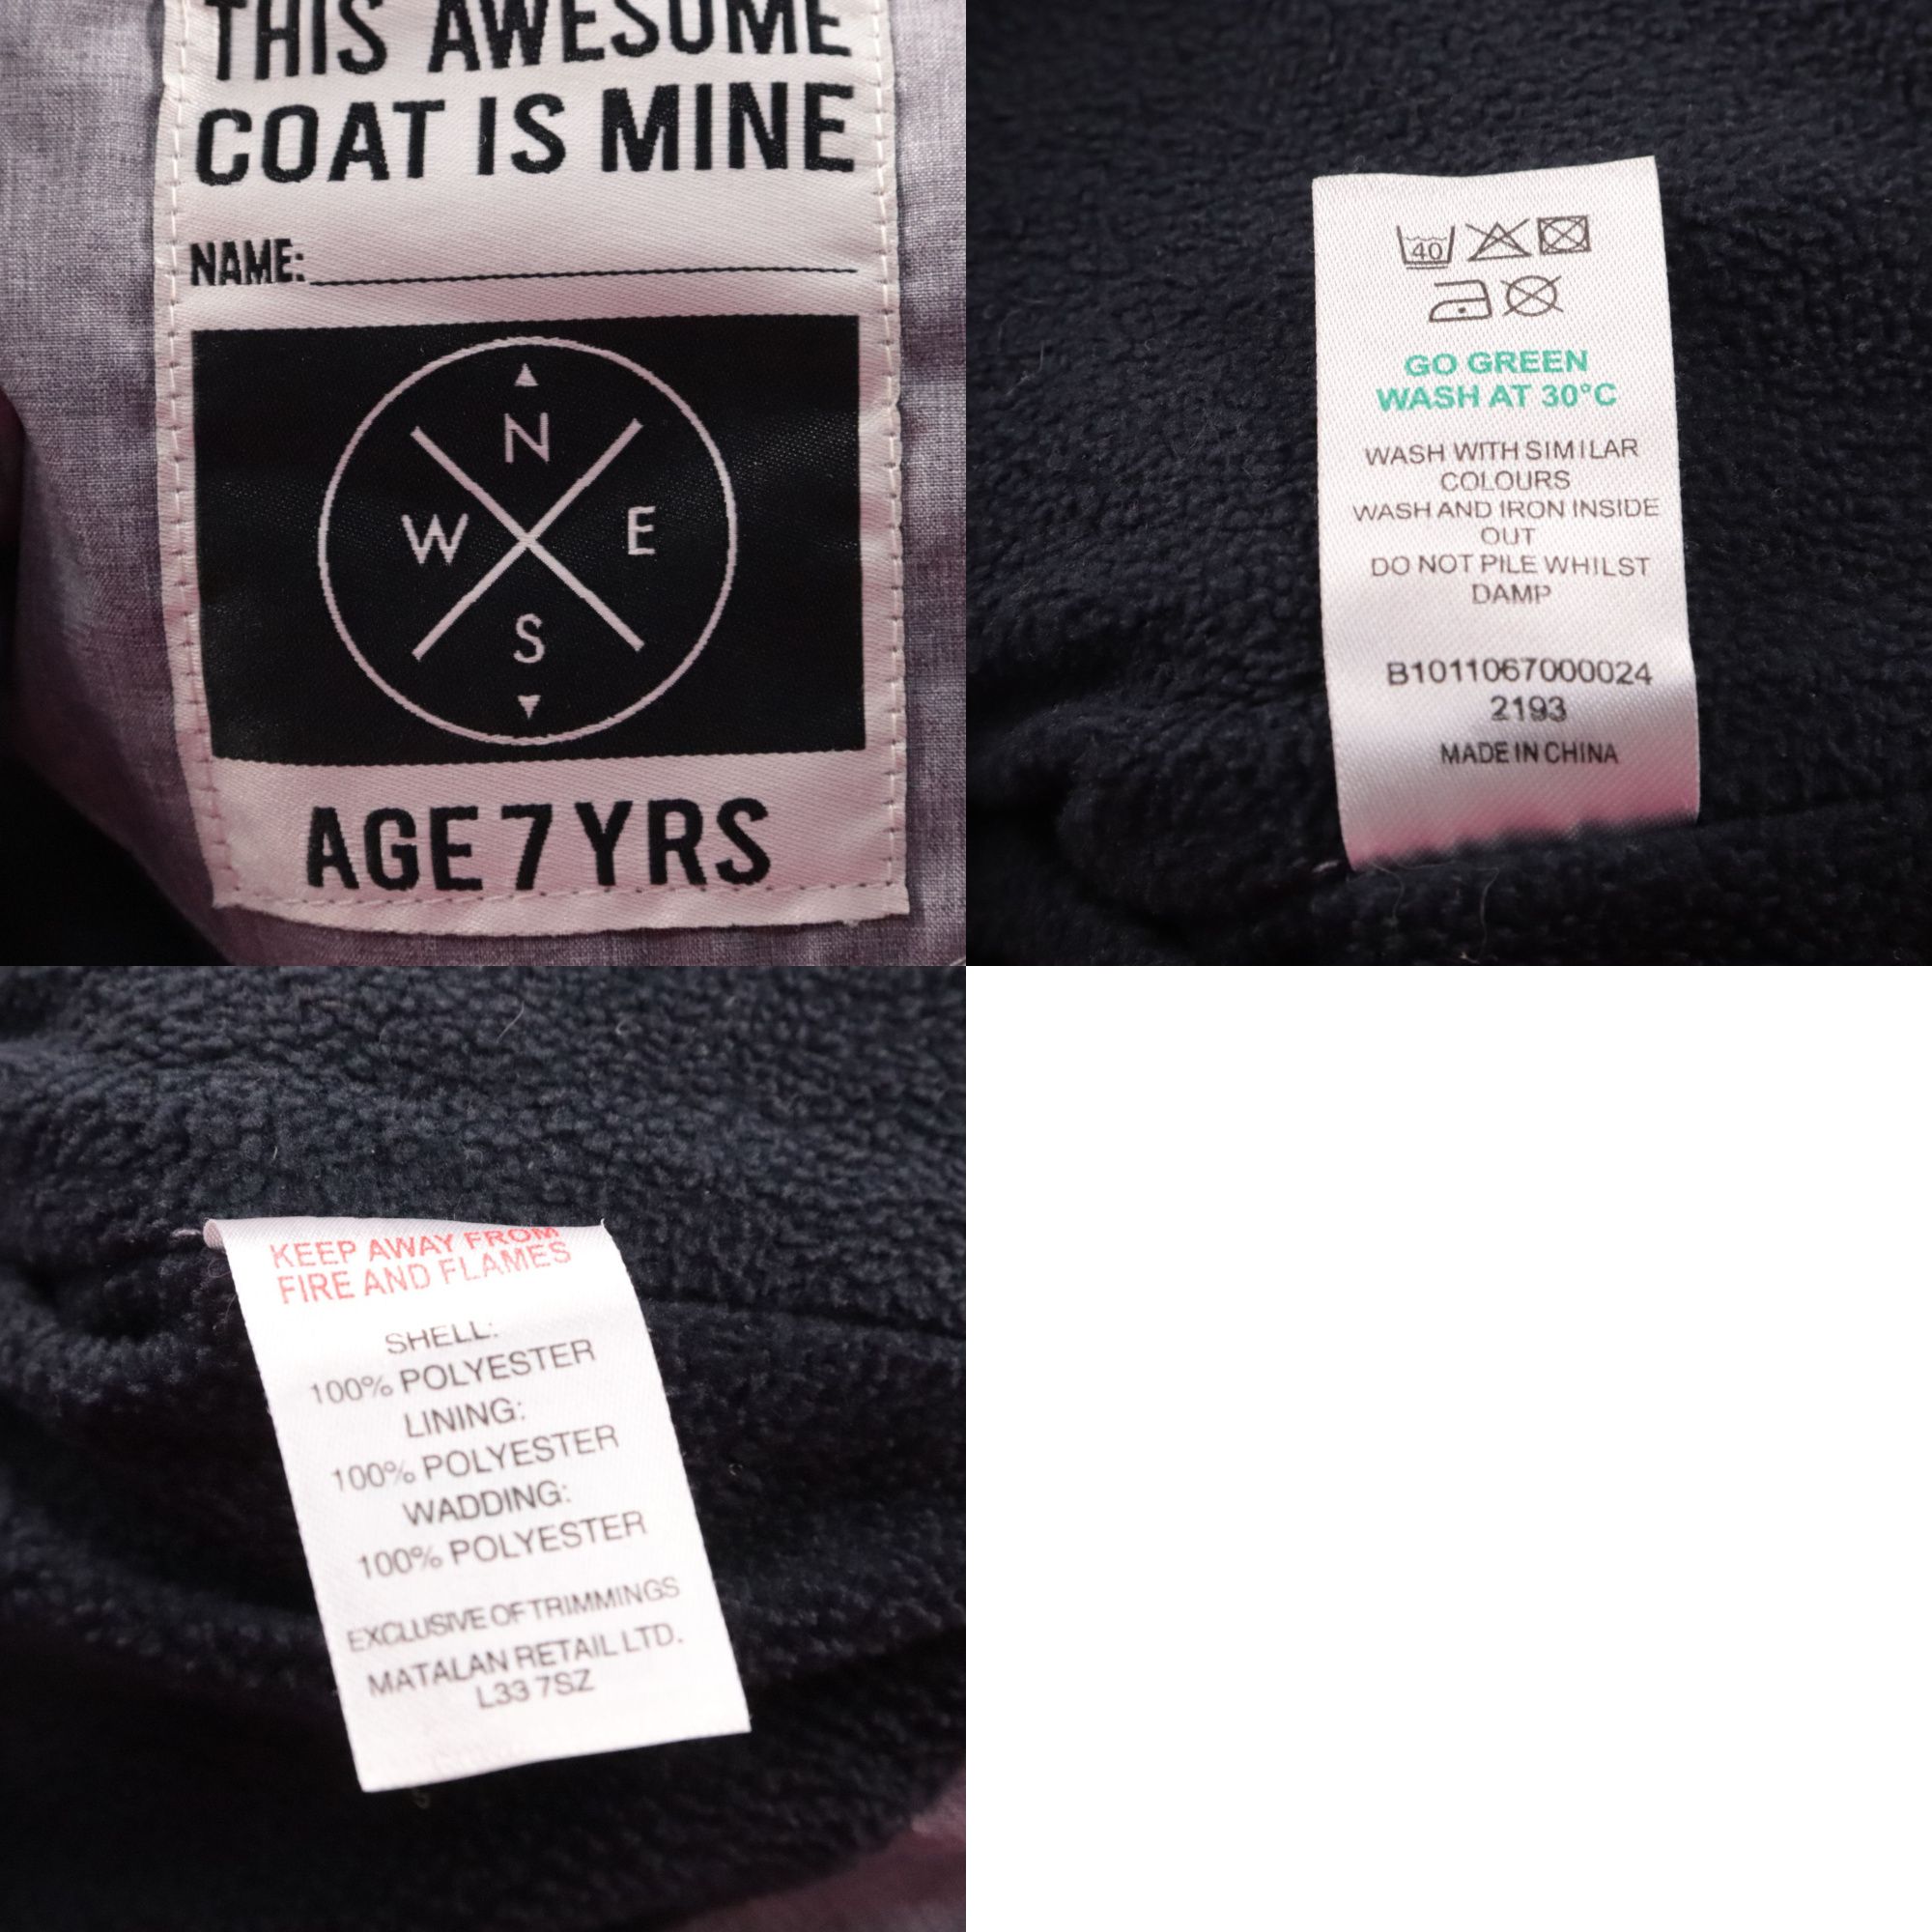 THIS AWESOME
COAT IS MINE
NAME:
N
W E
S
AGE 7 YRS
40
GO GREEN
WASH AT 30°C
WASH WITH SIMILAR
COLOURS
WASH AND IRON INSIDE
OUT
DO NOT PILE WHILST
DAMP
B1011067000024
2193
MADE IN CHINA
KEEP AWAY FROM
FIRE AND FLAMES
SHELL:
100% POLYESTER
LINING:
100% POLYESTER
WADDING:
100% POLYESTER
EXCLUSIVE OF TRIMMINGS
MATALAN RETAIL LTD.
L33 7SZ